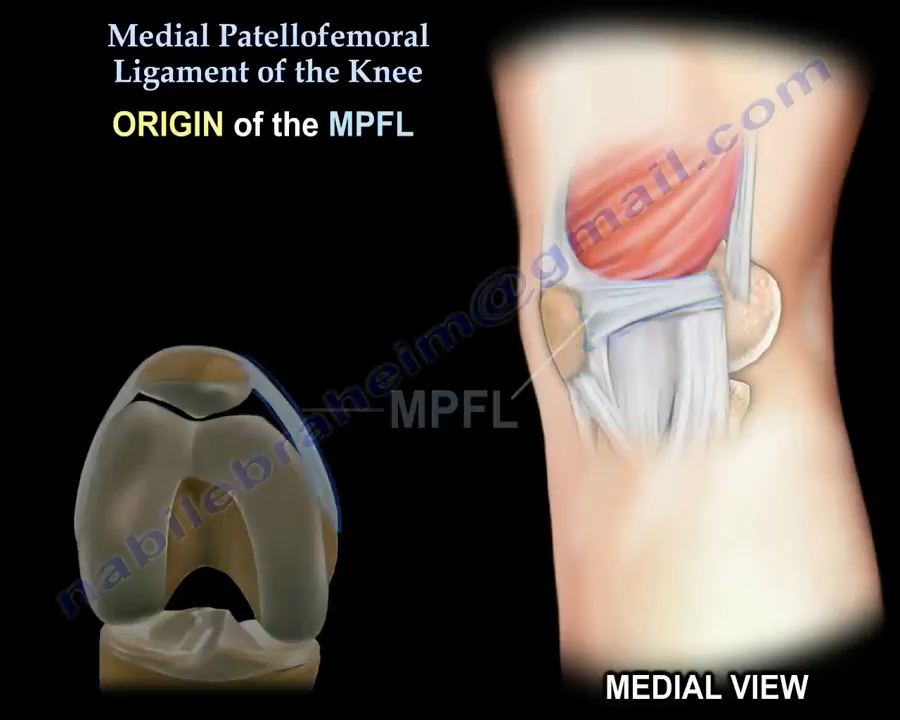 Medial Patellofemoral
Ligament of the Knee
ORIGIN of the MPFL
nabilebraheim@gmail.com
MPFL
MEDIAL VIEW